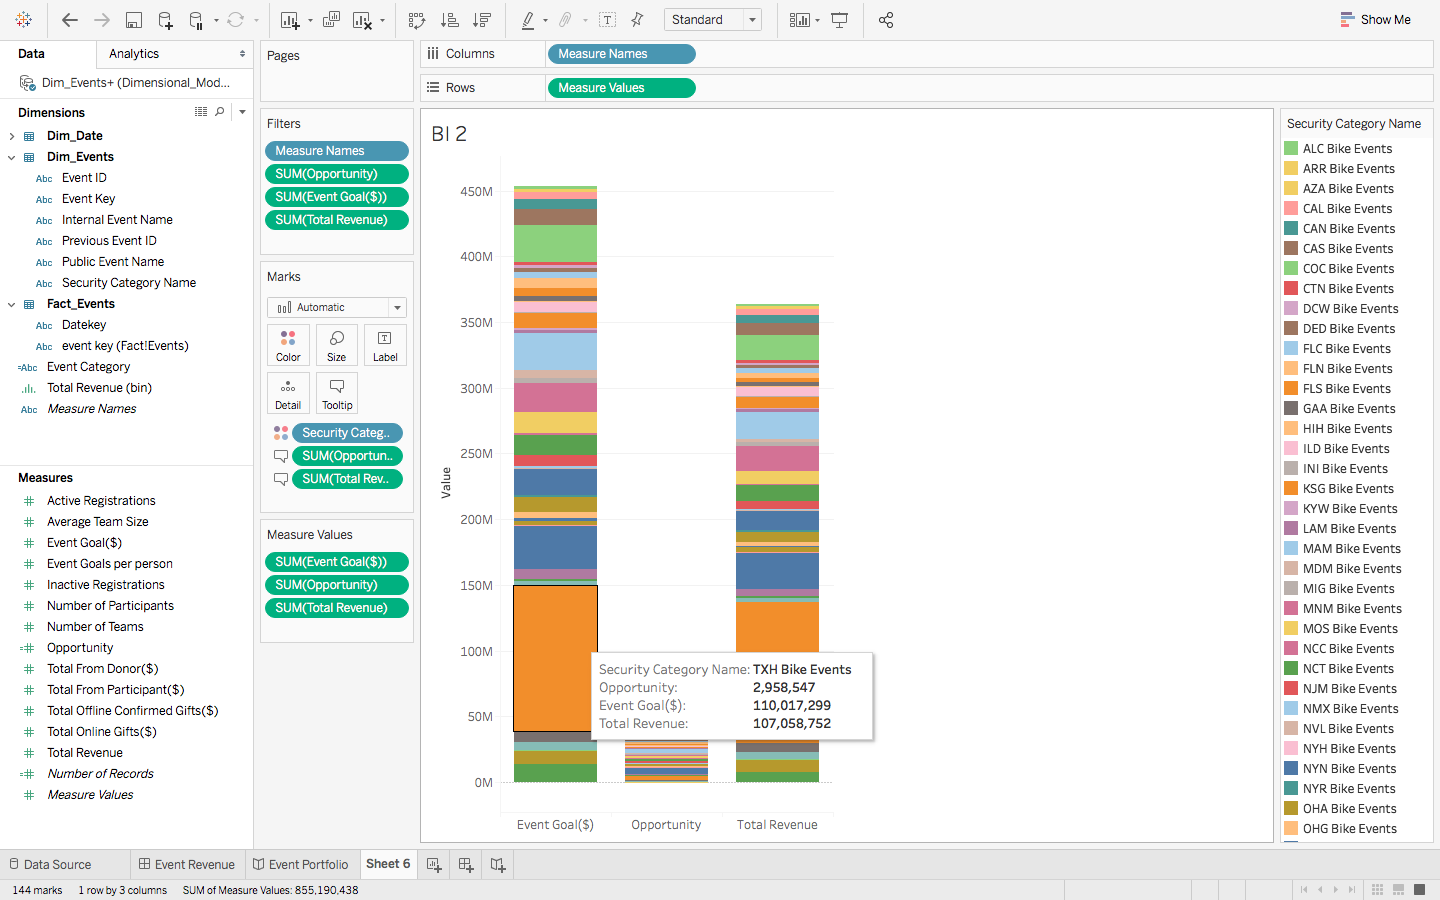 Standard
Show Me
Data
Analytics
Dim_Events+ (Dimensional_Mod...
Dimensions
Dim_Date
Dim_Events
Abc Event ID
Abc Event Key
Abc Internal Event Name
Abc Previous Event ID
Abc Public Event Name
Abc Security Category Name
Fact_Events
Abc Datekey
Abc event key (Fact!Events)
=Abc Event Category
Total Revenue (bin)
Abc Measure Names
Measures
# Active Registrations
# Average Team Size
# Event Goal($)
# Event Goals per person
# Inactive Registrations
# Number of Participants
# Number of Teams
=# Opportunity
# Total From Donor($)
# Total From Participant($)
# Total Offline Confirmed Gifts($)
# Total Online Gifts($)
# Total Revenue
=# Number of Records
# Measure Values
Pages
Filters
Measure Names
SUM(Opportunity)
SUM(Event Goal($))
SUM(Total Revenue)
Marks
Automatic
Color
Size
T
Label
Detail
Tooltip
Security Categ..
SUM(Opportun..
SUM(Total Rev..
Measure Values
SUM(Event Goal($))
SUM(Opportunity)
SUM(Total Revenue)
Columns
Measure Names
Rows
Measure Values
BI 2
450M
400M
350M
300M
250M
200M
150M
100M
50M
0M
Value
Event Goal($)
Opportunity
Total Revenue
Security Category Name: TXH Bike Events
Opportunity: 2,958,547
Event Goal($): 110,017,299
Total Revenue: 107,058,752
Security Category Name
ALC Bike Events
ARR Bike Events
AZA Bike Events
CAL Bike Events
CAN Bike Events
CAS Bike Events
COC Bike Events
CTN Bike Events
DCW Bike Events
DED Bike Events
FLC Bike Events
FLN Bike Events
FLS Bike Events
GAA Bike Events
HIH Bike Events
ILD Bike Events
INI Bike Events
KSG Bike Events
KYW Bike Events
LAM Bike Events
MAM Bike Events
MDM Bike Events
MIG Bike Events
MNM Bike Events
MOS Bike Events
NCC Bike Events
NCT Bike Events
NJM Bike Events
NMX Bike Events
NVL Bike Events
NYH Bike Events
NYN Bike Events
NYR Bike Events
OHA Bike Events
OHG Bike Events
Data Source
Event Revenue
Event Portfolio
Sheet 6
144 marks
1 row by 3 columns
SUM of Measure Values: 855,190,438